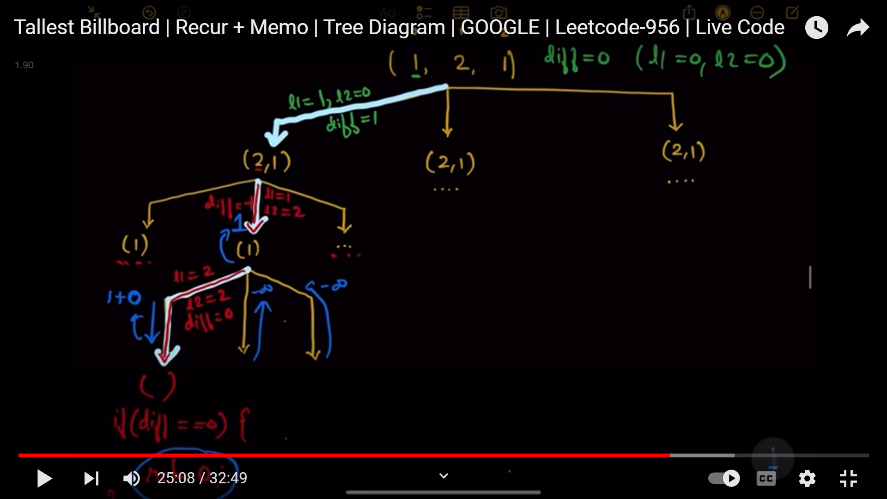 Tallest Billboard | Recur + Memo | Tree Diagram | GOOGLE | Leetcode-956 | Live Code
1.90
(1, 2, 1) diff=0 (l1=0, l2=0)
l1=1, l2=0
diff=1
(2,1) (2,1) (2,1)
.... ....
diff=-1 l1=1
l2=2
1
(1) (1) ...
l1=2
1+0 l2=2 -∞ -∞
diff=0
( )
if(diff==0) {
25:08 / 32:49
CC